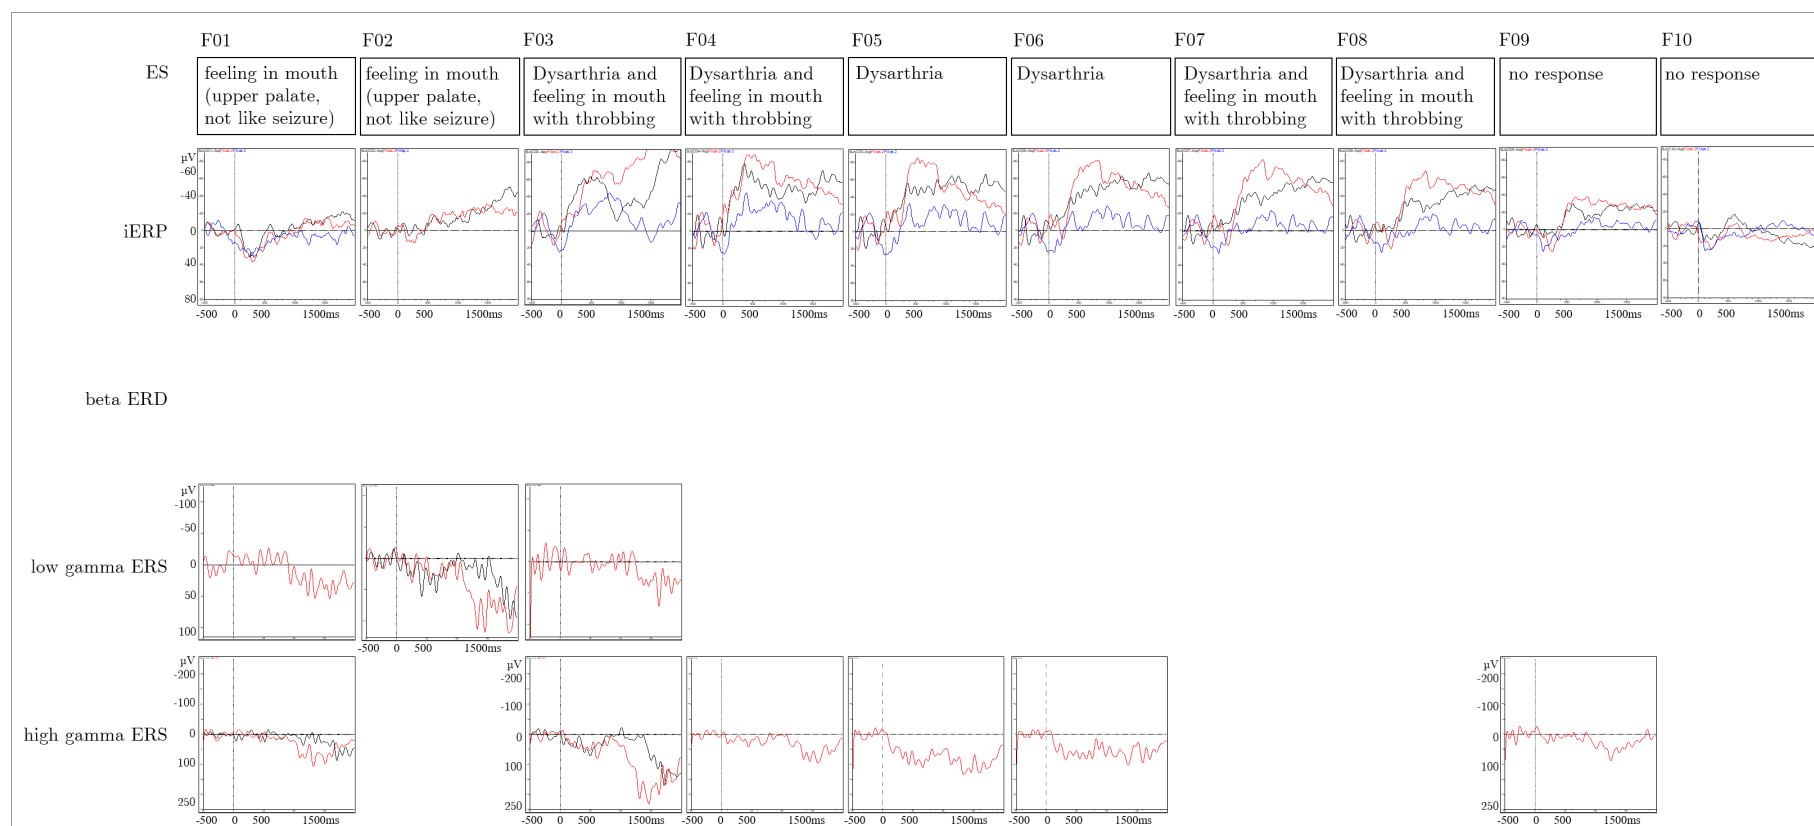 F01 F02 F03 F04 F05 F06 F07 F08 F09 F10
ES
feeling in mouth
(upper palate,
not like seizure)
feeling in mouth
(upper palate,
not like seizure)
Dysarthria and
feeling in mouth
with throbbing
Dysarthria and
feeling in mouth
with throbbing
Dysarthria
Dysarthria
Dysarthria and
feeling in mouth
with throbbing
Dysarthria and
feeling in mouth
with throbbing
no response
no response
iERP
µV
-60
-40
0
40
80
-500 0 500 1500ms
-500 0 500 1500ms
-500 0 500 1500ms
-500 0 500 1500ms
-500 0 500 1500ms
-500 0 500 1500ms
-500 0 500 1500ms
-500 0 500 1500ms
-500 0 500 1500ms
-500 0 500 1500ms
beta ERD
low gamma ERS
µV
-100
-50
0
50
100
-500 0 500 1500ms
high gamma ERS
µV
-200
-100
0
100
250
µV
-200
-100
0
100
250
µV
-200
-100
0
100
250
-500 0 500 1500ms
-500 0 500 1500ms
-500 0 500 1500ms
-500 0 500 1500ms
-500 0 500 1500ms
-500 0 500 1500ms